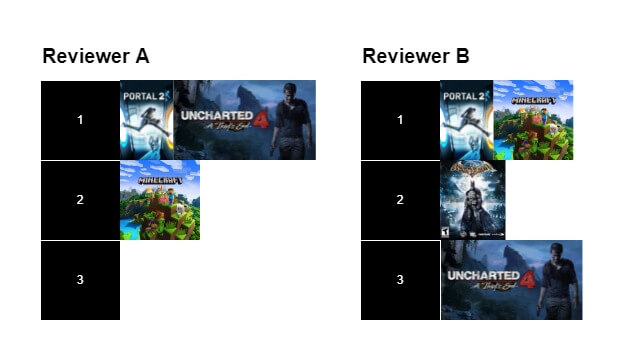 Reviewer A
1
PORTAL 2
UNCHARTED 4
A Thief's End
2
MINECRAFT
3
Reviewer B
1
PORTAL 2
MINECRAFT
2
3
UNCHARTED 4
A Thief's End